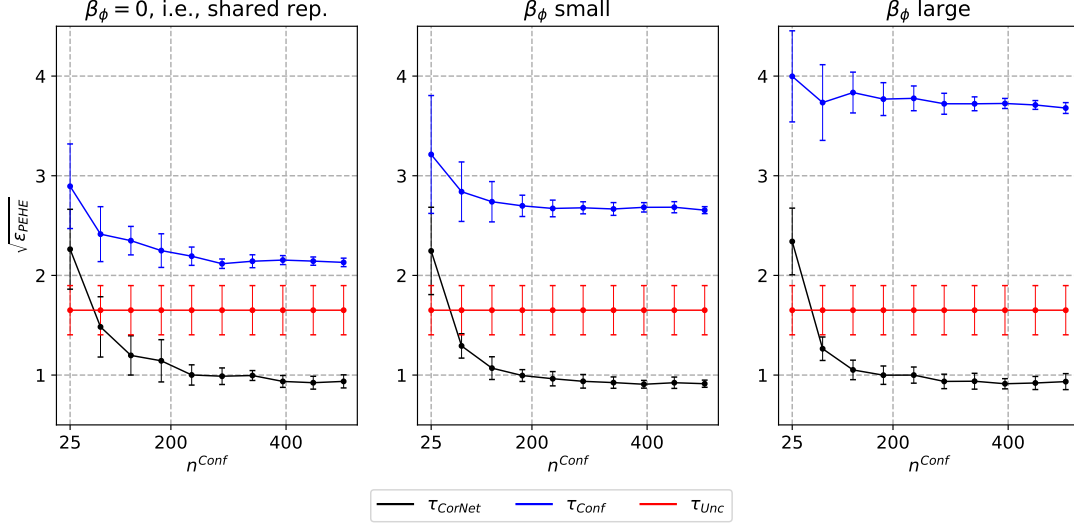 β_ϕ = 0, i.e., shared rep.
β_ϕ small
β_ϕ large
4
3
2
1
4
3
2
1
4
3
2
1
√ε_PEHE
25 200 400
25 200 400
25 200 400
n^Conf
n^Conf
n^Conf
τ_CorNet τ_Conf τ_Unc